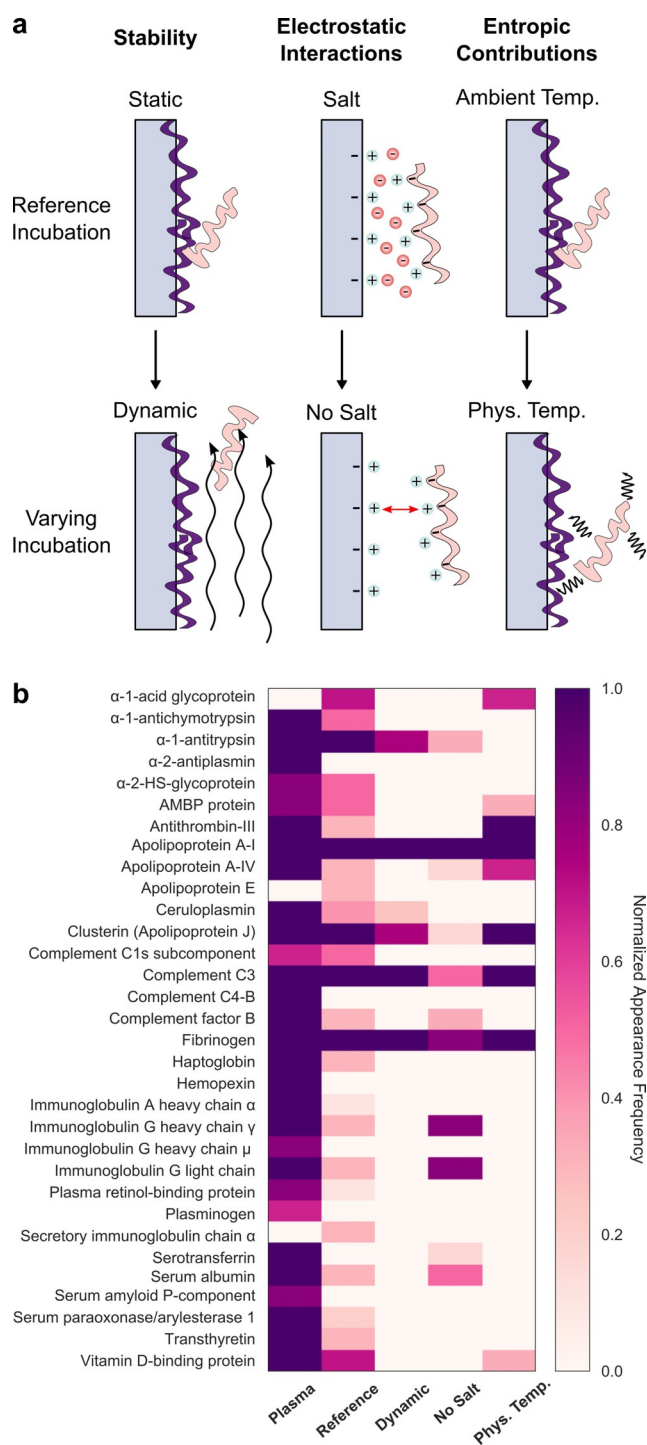 a
Stability
Electrostatic
Interactions
Entropic
Contributions
Static
Salt
Ambient Temp.
Reference
Incubation
Dynamic
No Salt
Phys. Temp.
Varying
Incubation
b
α-1-acid glycoprotein
α-1-antichymotrypsin
α-1-antitrypsin
α-2-antiplasmin
α-2-HS-glycoprotein
AMBP protein
Antithrombin-III
Apolipoprotein A-I
Apolipoprotein A-IV
Apolipoprotein E
Ceruloplasmin
Clusterin (Apolipoprotein J)
Complement C1s subcomponent
Complement C3
Complement C4-B
Complement factor B
Fibrinogen
Haptoglobin
Hemopexin
Immunoglobulin A heavy chain α
Immunoglobulin G heavy chain γ
Immunoglobulin G heavy chain μ
Immunoglobulin G light chain
Plasma retinol-binding protein
Plasminogen
Secretory immunoglobulin chain α
Serotransferrin
Serum albumin
Serum amyloid P-component
Serum paraoxonase/arylesterase 1
Transthyretin
Vitamin D-binding protein
Plasma
Reference
Dynamic
No Salt
Phys. Temp.
1.0
0.8
0.6
0.4
0.2
0.0
Normalized Appearance Frequency